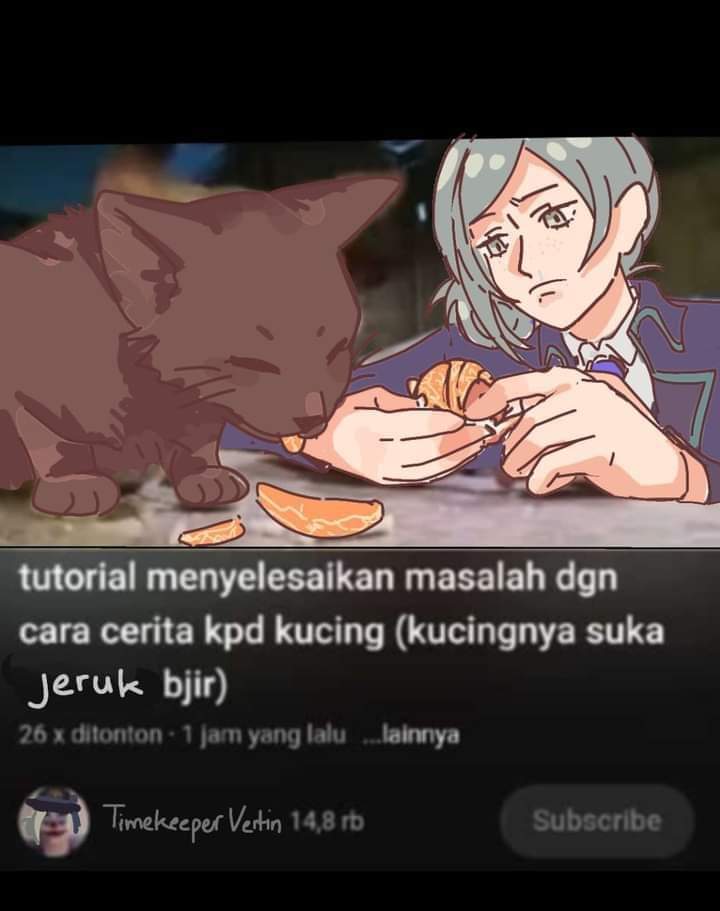 tutorial menyelesaikan masalah dgn
cara cerita kpd kucing (kucingnya suka
jeruk bjir)
26 x ditonton · 1 jam yang lalu ...lainnya
Timekeeper Vertin 14,8 rb
Subscribe